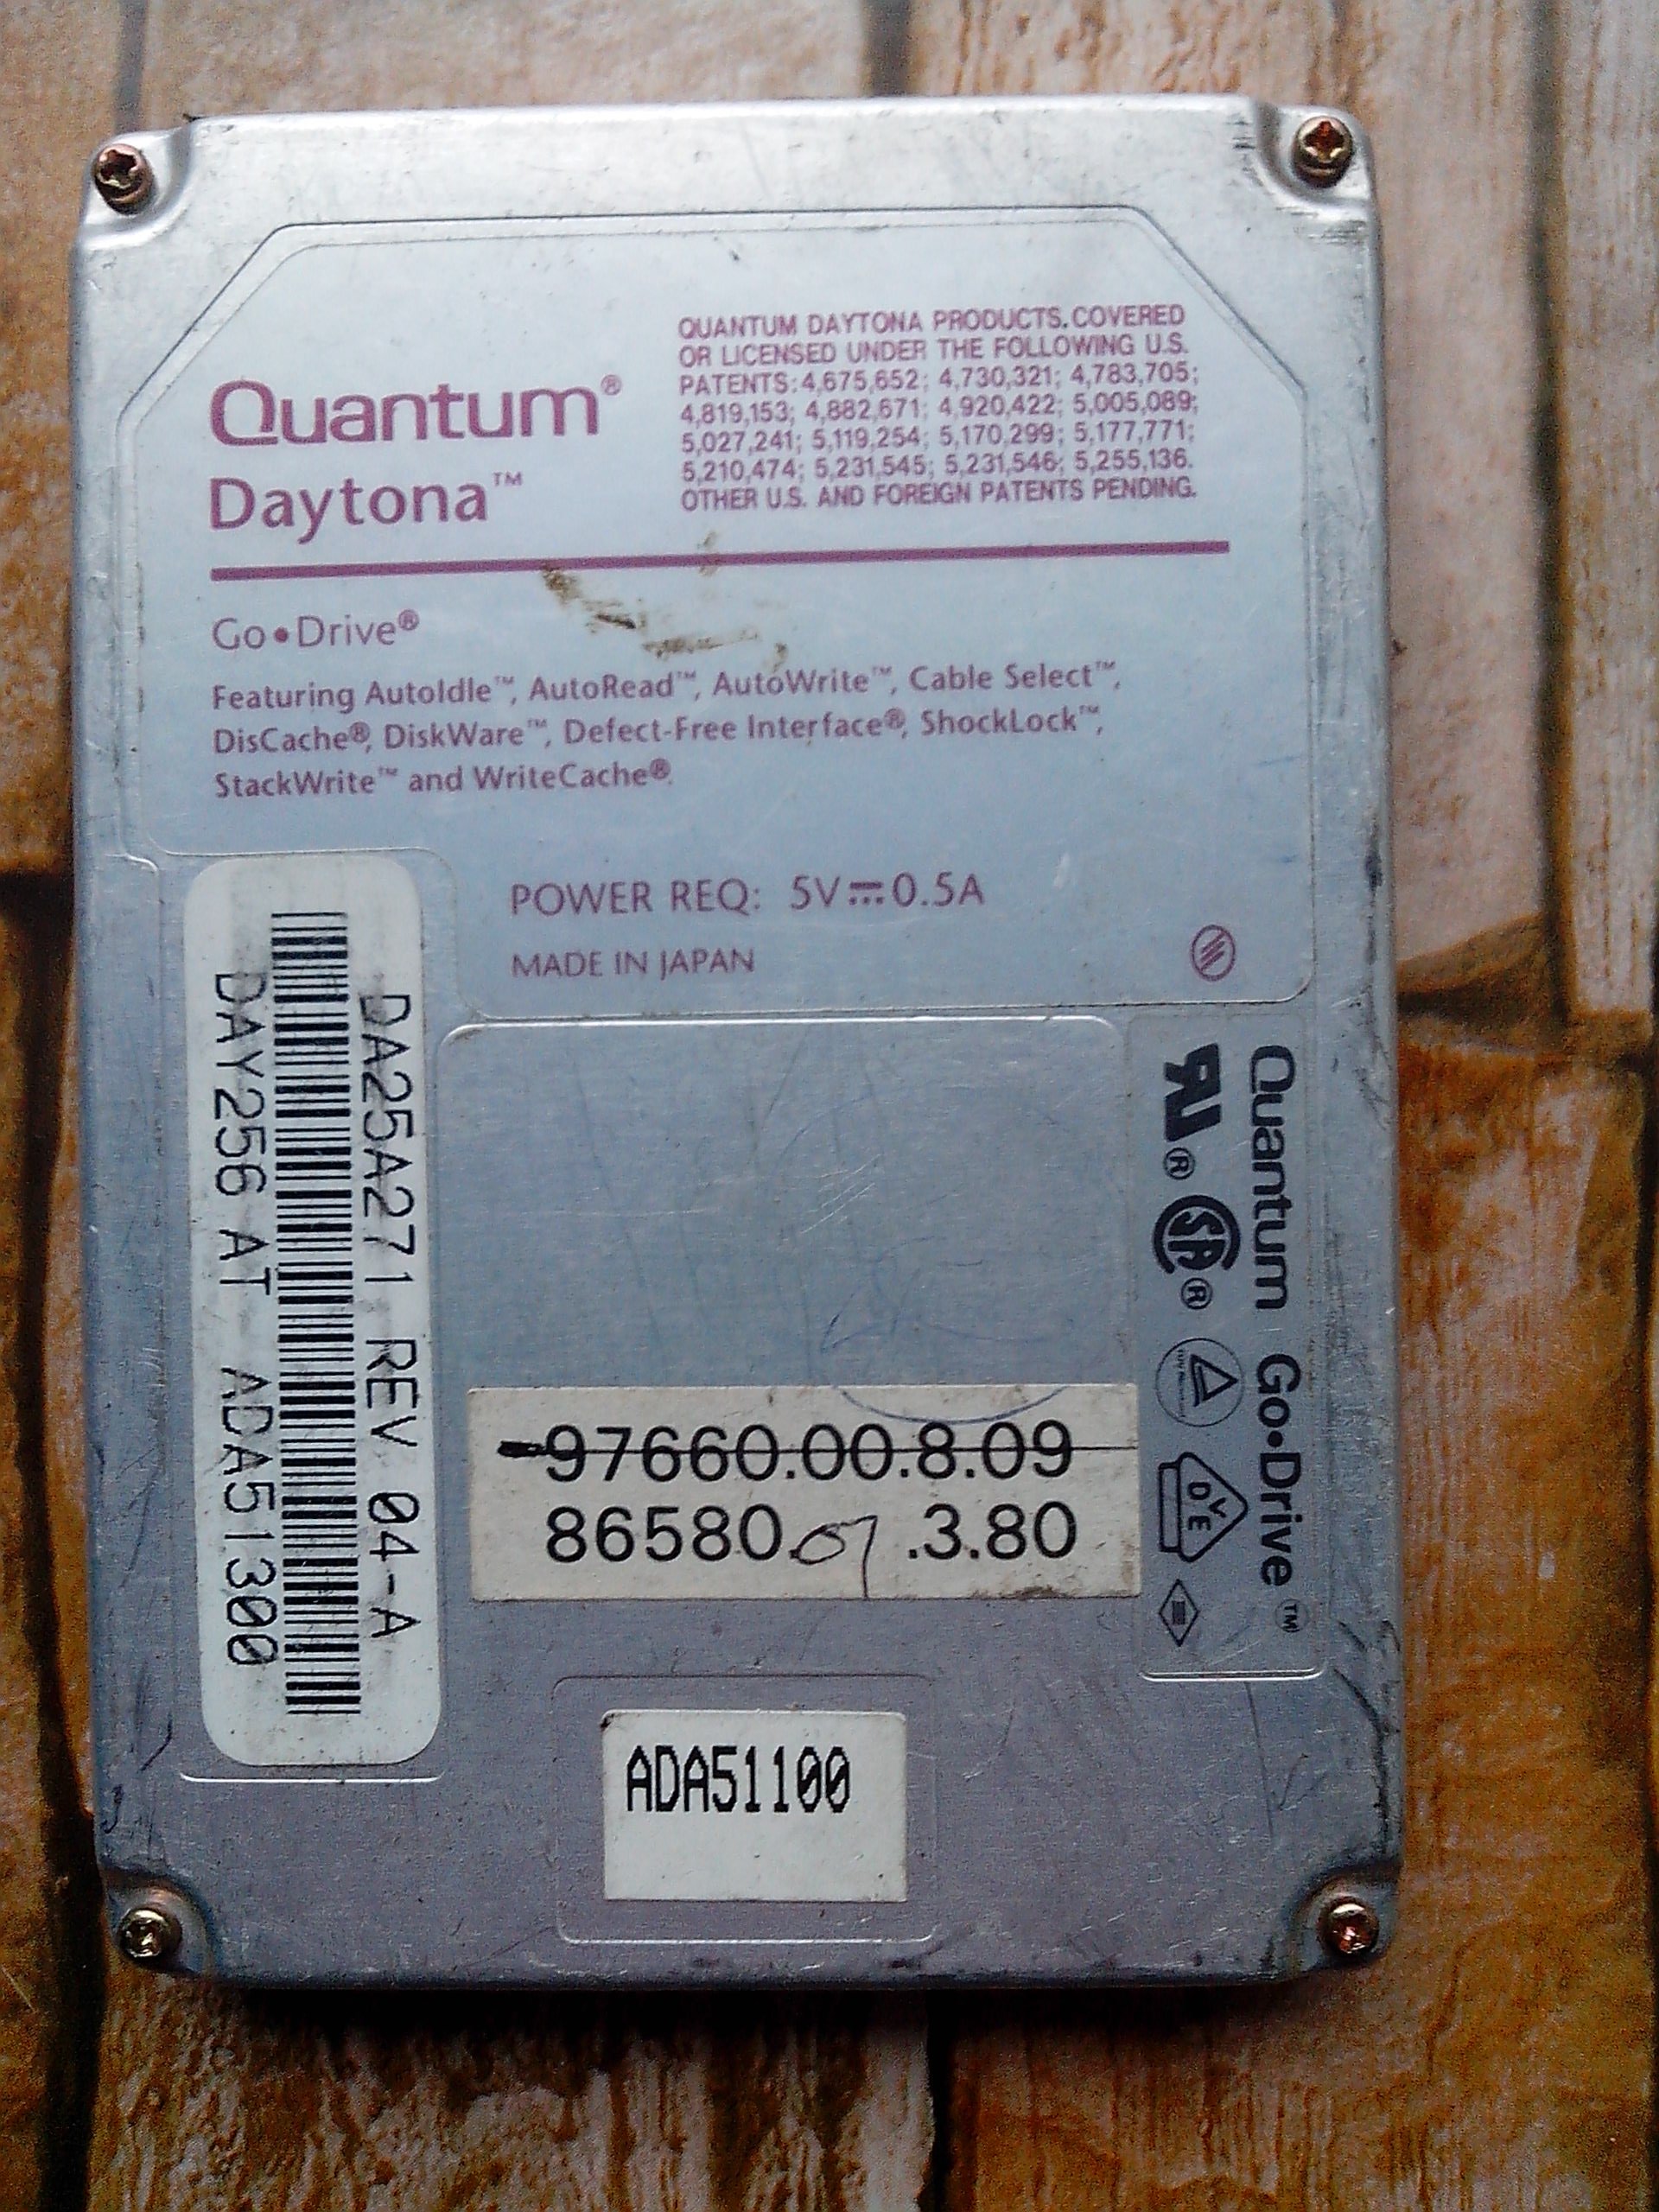 Quantum®
Daytona™
QUANTUM DAYTONA PRODUCTS COVERED
OR LICENSED UNDER THE FOLLOWING U.S.
PATENTS: 4,675,652; 4,730,321; 4,783,705;
4,819,153; 4,882,671; 4,920,422; 5,005,089;
5,027,241; 5,119,254; 5,170,299; 5,177,771;
5,210,474; 5,231,545; 5,231,546; 5,255,136.
OTHER U.S. AND FOREIGN PATENTS PENDING.
Go•Drive®
Featuring AutoIdle™, AutoRead™, AutoWrite™, Cable Select™,
DisCache®, DiskWare™, Defect-Free Interface®, ShockLock™,
StackWrite™ and WriteCache®.
POWER REQ: 5V⎓0.5A
MADE IN JAPAN
DA25A271 REV 04-A
DAY256 AT ADA51300
Quantum Go•Drive™
® SA ®
DVE
97660.00.8.09
86580.07.3.80
ADA51100